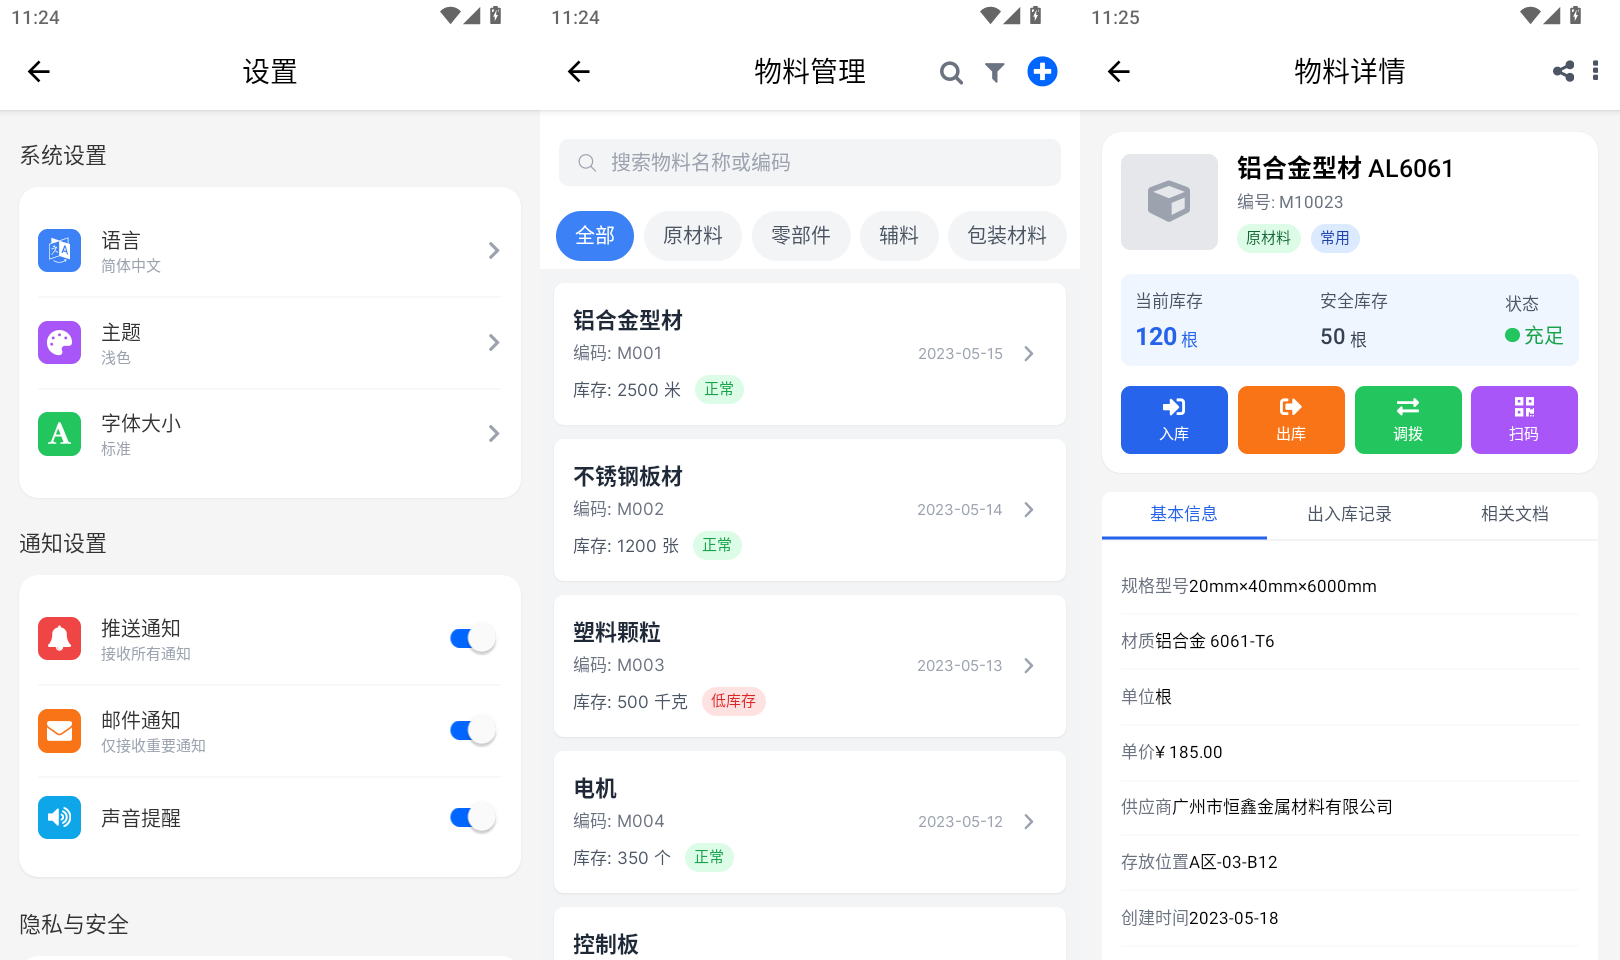 11:24
设置
系统设置
语言
简体中文
主题
浅色
A
字体大小
标准
通知设置
推送通知
接收所有通知
邮件通知
仅接收重要通知
声音提醒
隐私与安全
11:24
物料管理
搜索物料名称或编码
全部
原材料
零部件
辅料
包装材料
铝合金型材
编码: M001
2023-05-15
库存: 2500 米
正常
不锈钢板材
编码: M002
2023-05-14
库存: 1200 张
正常
塑料颗粒
编码: M003
2023-05-13
库存: 500 千克
低库存
电机
编码: M004
2023-05-12
库存: 350 个
正常
控制板
11:25
物料详情
铝合金型材 AL6061
编号: M10023
原材料
常用
当前库存
安全库存
状态
120 根
50 根
充足
入库
出库
调拨
扫码
基本信息
出入库记录
相关文档
规格型号20mm×40mm×6000mm
材质铝合金 6061-T6
单位根
单价¥ 185.00
供应商广州市恒鑫金属材料有限公司
存放位置A区-03-B12
创建时间2023-05-18